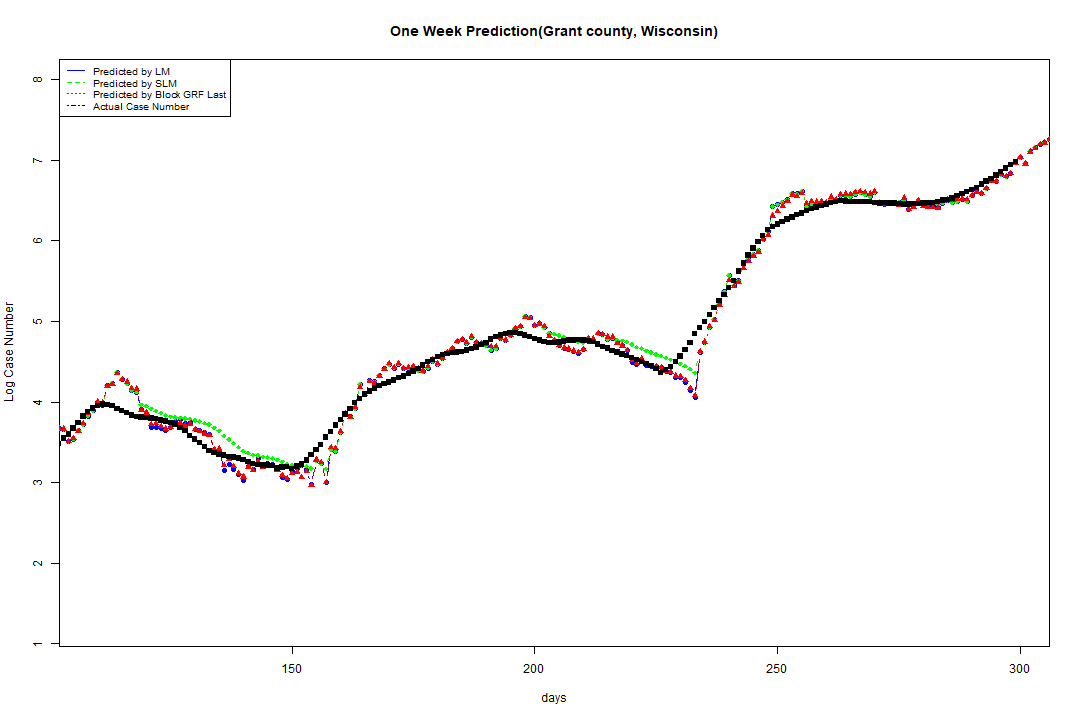 One Week Prediction(Grant county, Wisconsin)
Predicted by LM
Predicted by SLM
Predicted by Block GRF Last
Actual Case Number
8
7
6
5
4
3
2
1
Log Case Number
150
200
250
300
days